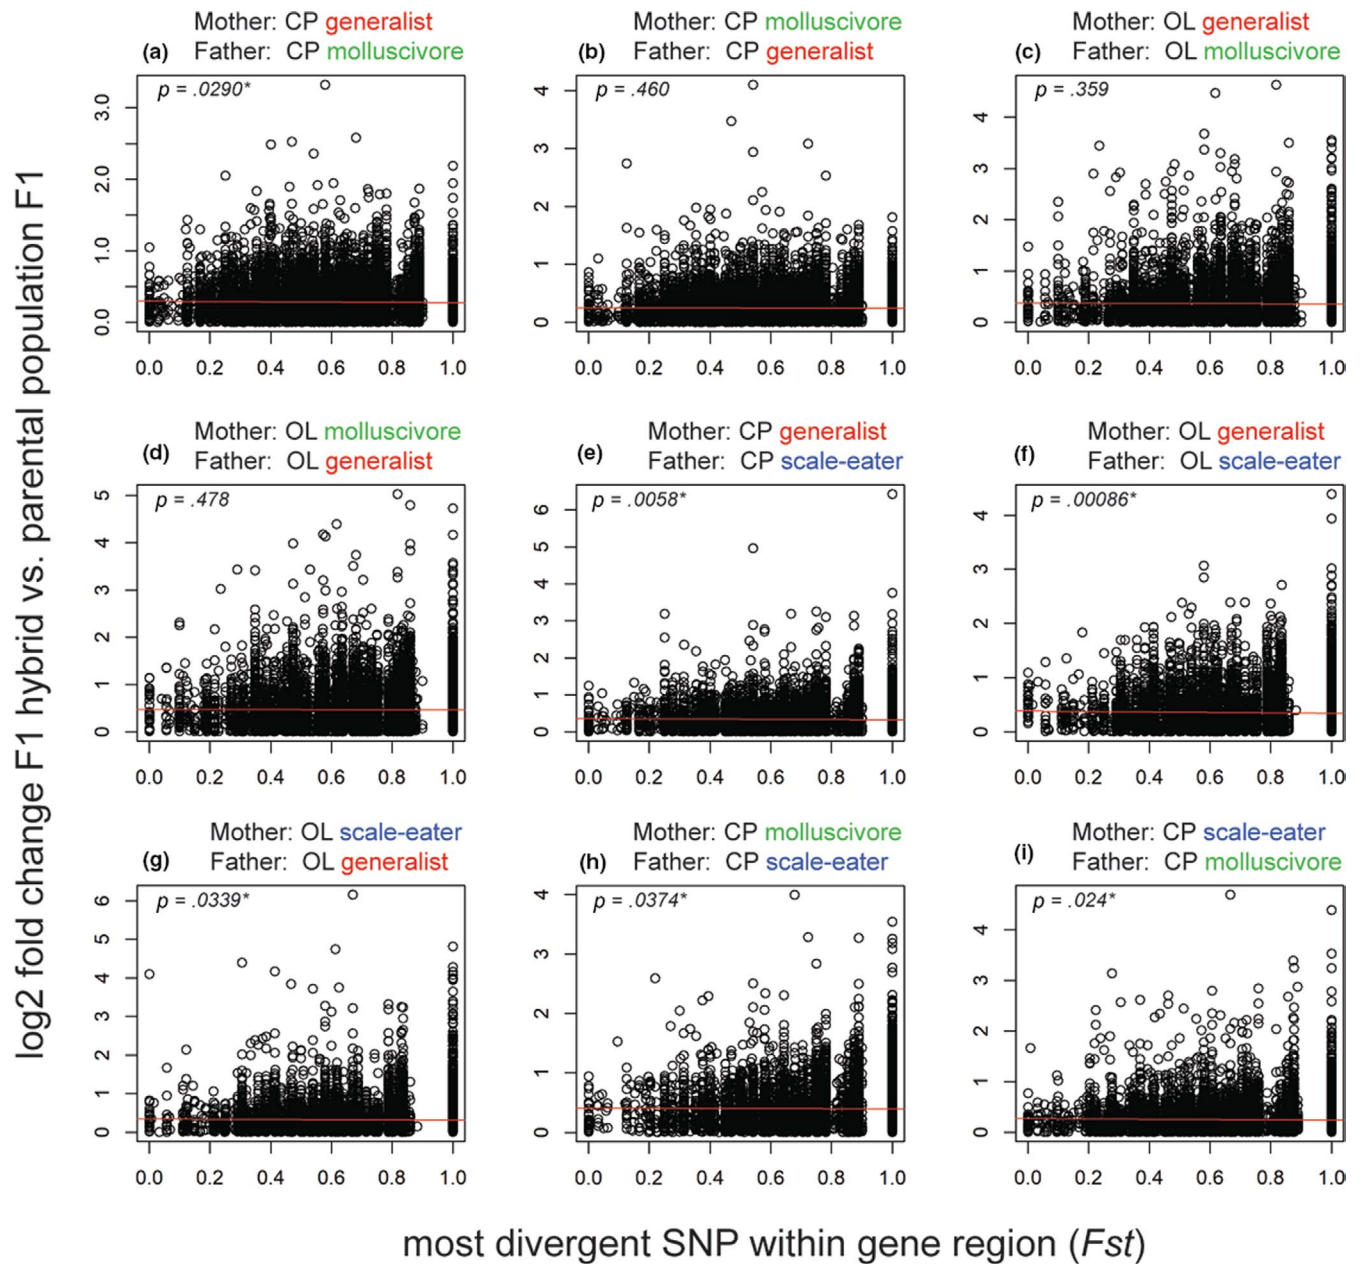 log2 fold change F1 hybrid vs. parental population F1
Mother: CP generalist
(a) Father: CP molluscivore
p = .0290*
3.0
2.0
1.0
0.0
0.0 0.2 0.4 0.6 0.8 1.0
Mother: CP molluscivore
(b) Father: CP generalist
p = .460
4
3
2
1
0
0.0 0.2 0.4 0.6 0.8 1.0
Mother: OL generalist
(c) Father: OL molluscivore
p = .359
4
3
2
1
0
0.0 0.2 0.4 0.6 0.8 1.0
Mother: OL molluscivore
(d) Father: OL generalist
p = .478
5
4
3
2
1
0
0.0 0.2 0.4 0.6 0.8 1.0
Mother: CP generalist
(e) Father: CP scale-eater
p = .0058*
6
5
4
3
2
1
0
0.0 0.2 0.4 0.6 0.8 1.0
Mother: OL generalist
(f) Father: OL scale-eater
p = .00086*
4
3
2
1
0
0.0 0.2 0.4 0.6 0.8 1.0
Mother: OL scale-eater
(g) Father: OL generalist
p = .0339*
6
5
4
3
2
1
0
0.0 0.2 0.4 0.6 0.8 1.0
Mother: CP molluscivore
(h) Father: CP scale-eater
p = .0374*
4
3
2
1
0
0.0 0.2 0.4 0.6 0.8 1.0
Mother: CP scale-eater
(i) Father: CP molluscivore
p = .024*
4
3
2
1
0
0.0 0.2 0.4 0.6 0.8 1.0
most divergent SNP within gene region (Fst)